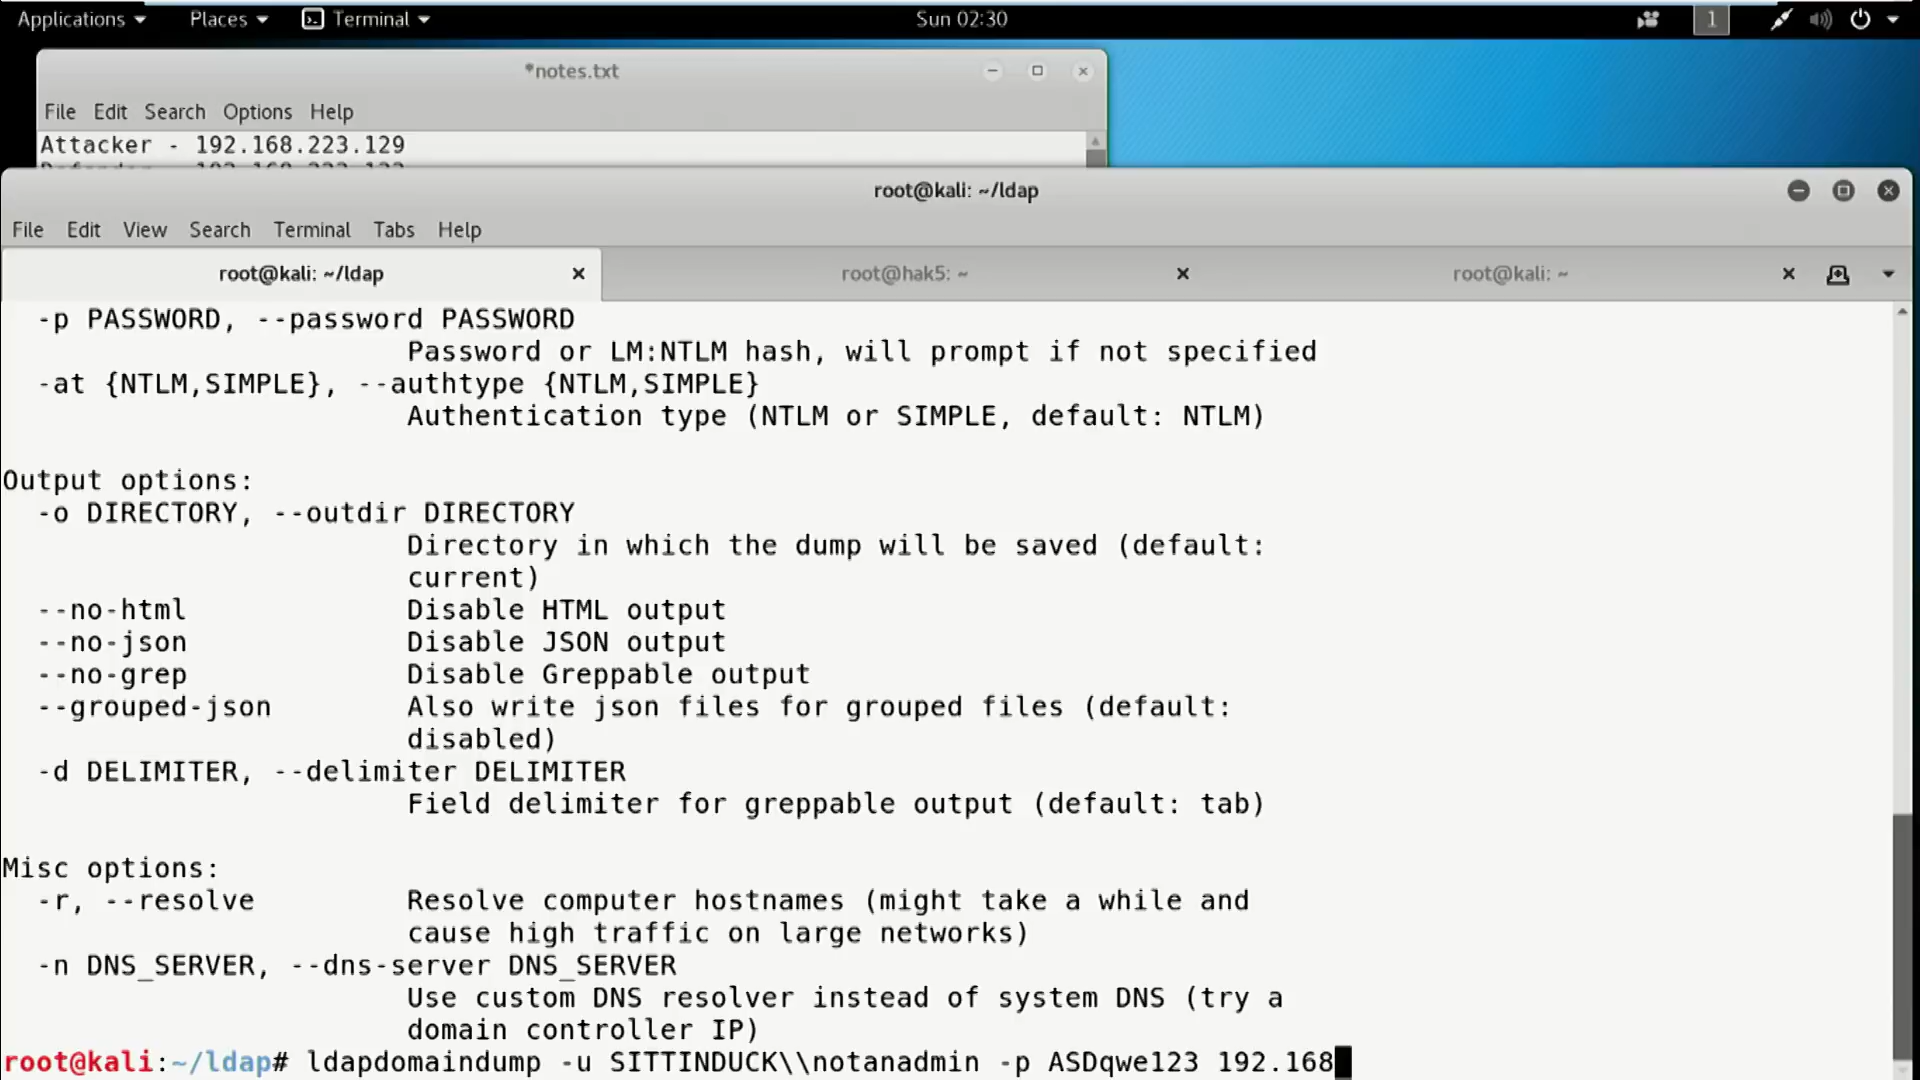 Applications Places Terminal Sun 02:30 1
*notes.txt
File Edit Search Options Help
Attacker - 192.168.223.129
root@kali: ~/ldap
File Edit View Search Terminal Tabs Help
root@kali: ~/ldap root@hak5: ~ root@kali: ~
-p PASSWORD, --password PASSWORD
Password or LM:NTLM hash, will prompt if not specified
-at {NTLM,SIMPLE}, --authtype {NTLM,SIMPLE}
Authentication type (NTLM or SIMPLE, default: NTLM)
Output options:
-o DIRECTORY, --outdir DIRECTORY
Directory in which the dump will be saved (default:
current)
--no-html Disable HTML output
--no-json Disable JSON output
--no-grep Disable Greppable output
--grouped-json Also write json files for grouped files (default:
disabled)
-d DELIMITER, --delimiter DELIMITER
Field delimiter for greppable output (default: tab)
Misc options:
-r, --resolve Resolve computer hostnames (might take a while and
cause high traffic on large networks)
-n DNS_SERVER, --dns-server DNS_SERVER
Use custom DNS resolver instead of system DNS (try a
domain controller IP)
root@kali:~/ldap# ldapdomaindump -u SITTINDUCK\\notanadmin -p ASDqwe123 192.168